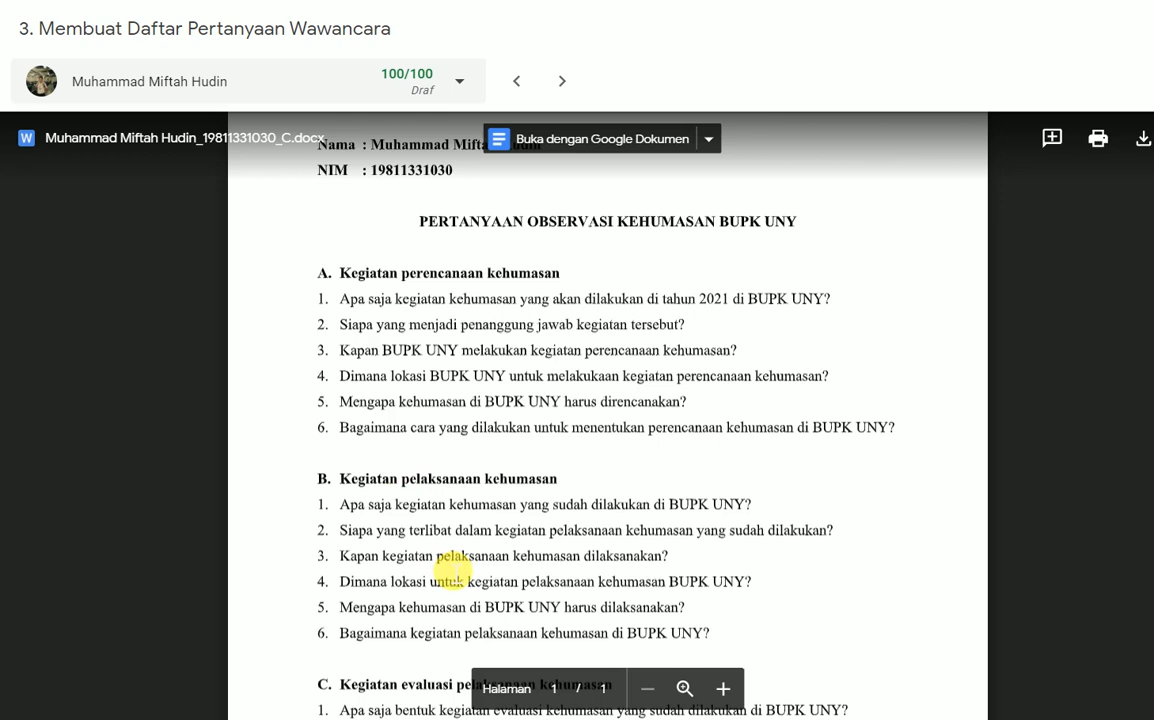 3. Membuat Daftar Pertanyaan Wawancara
Muhammad Miftah Hudin
100/100
Draf
W Muhammad Miftah Hudin_19811331030_C.docx
Buka dengan Google Dokumen
Nama : Muhammad Mifta
NIM : 19811331030
PERTANYAAN OBSERVASI KEHUMASAN BUPK UNY
A. Kegiatan perencanaan kehumasan
1. Apa saja kegiatan kehumasan yang akan dilakukan di tahun 2021 di BUPK UNY?
2. Siapa yang menjadi penanggung jawab kegiatan tersebut?
3. Kapan BUPK UNY melakukan kegiatan perencanaan kehumasan?
4. Dimana lokasi BUPK UNY untuk melakukaan kegiatan perencanaan kehumasan?
5. Mengapa kehumasan di BUPK UNY harus direncanakan?
6. Bagaimana cara yang dilakukan untuk menentukan perencanaan kehumasan di BUPK UNY?
B. Kegiatan pelaksanaan kehumasan
1. Apa saja kegiatan kehumasan yang sudah dilakukan di BUPK UNY?
2. Siapa yang terlibat dalam kegiatan pelaksanaan kehumasan yang sudah dilakukan?
3. Kapan kegiatan pelaksanaan kehumasan dilaksanakan?
4. Dimana lokasi untuk kegiatan pelaksanaan kehumasan BUPK UNY?
5. Mengapa kehumasan di BUPK UNY harus dilaksanakan?
6. Bagaimana kegiatan pelaksanaan kehumasan di BUPK UNY?
C. Kegiatan evaluasi pelaksanaan kehumasan
Halaman 1 / 1
1. Apa saja bentuk kegiatan evaluasi kehumasan yang sudah dilakukan di BUPK UNY?